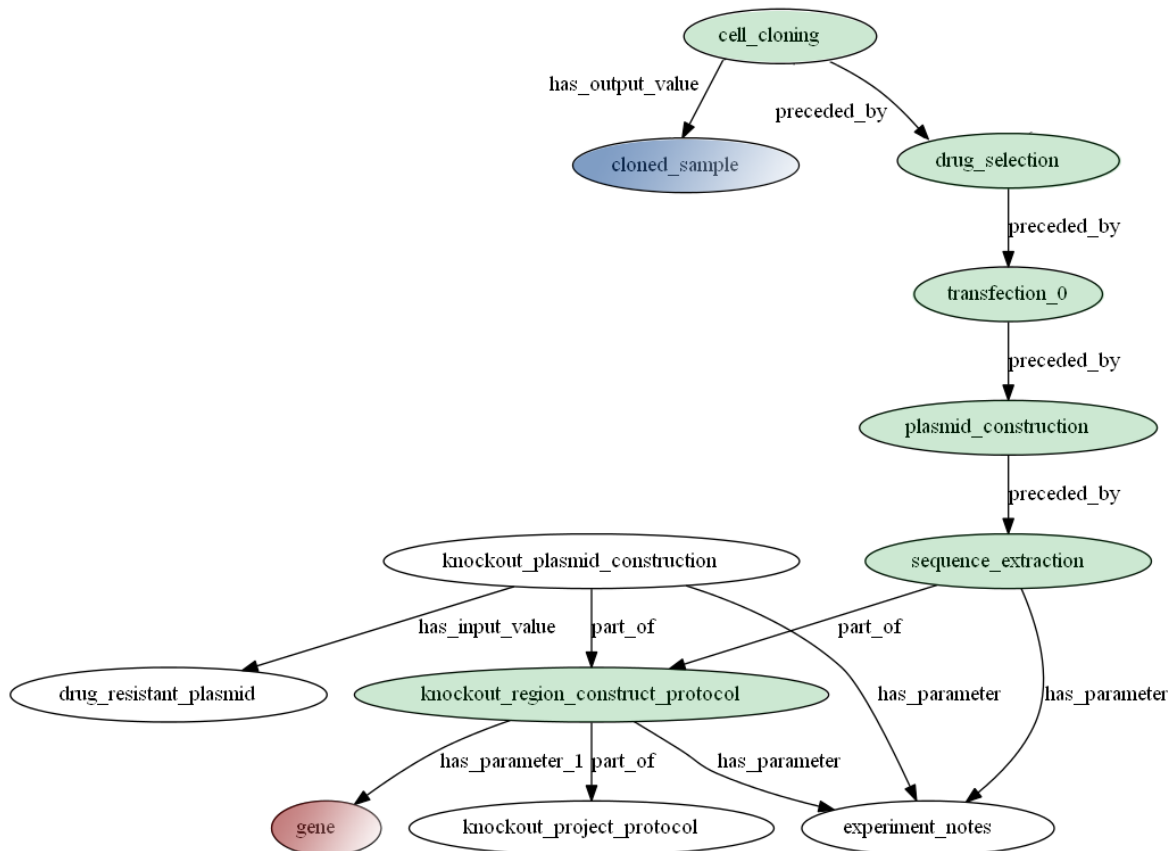 cell_cloning
has_output_value
preceded_by
cloned_sample
drug_selection
preceded_by
transfection_0
preceded_by
plasmid_construction
preceded_by
knockout_plasmid_construction
sequence_extraction
has_input_value
part_of
part_of
drug_resistant_plasmid
knockout_region_construct_protocol
has_parameter
has_parameter
has_parameter_1
part_of
has_parameter
gene
knockout_project_protocol
experiment_notes